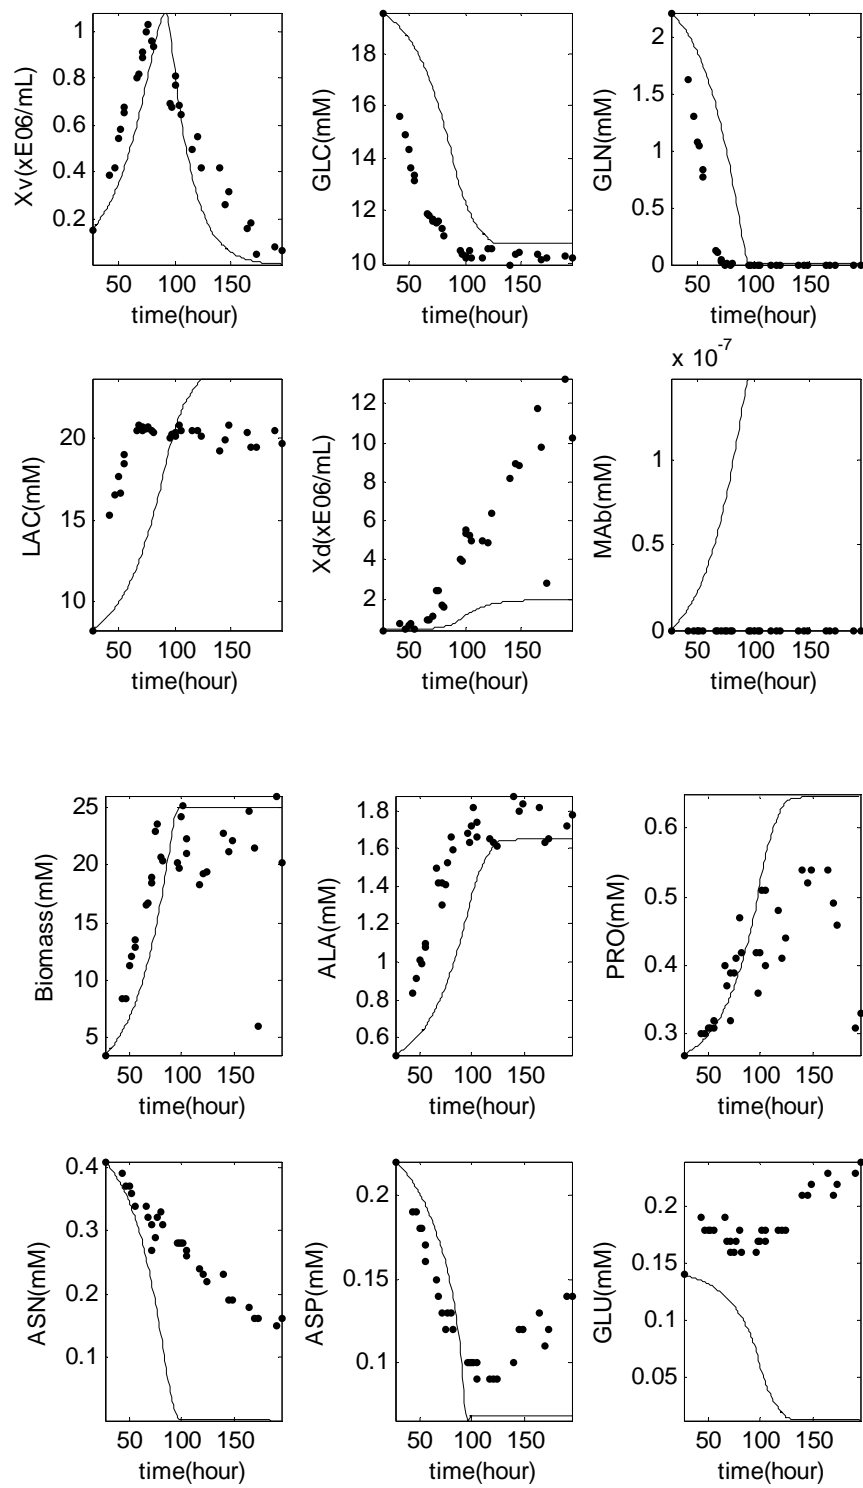 Xv(xE06/mL)
1
0.8
0.6
0.4
0.2
50 100 150
time(hour)
GLC(mM)
18
16
14
12
10
50 100 150
time(hour)
GLN(mM)
2
1.5
1
0.5
0
50 100 150
time(hour)
LAC(mM)
20
15
10
50 100 150
time(hour)
Xd(xE06/mL)
12
10
8
6
4
2
50 100 150
time(hour)
x 10-7
MAb(mM)
1
0.5
0
50 100 150
time(hour)
Biomass(mM)
25
20
15
10
5
50 100 150
time(hour)
ALA(mM)
1.8
1.6
1.4
1.2
1
0.8
0.6
0.5
50 100 150
time(hour)
PRO(mM)
0.6
0.5
0.4
0.3
50 100 150
time(hour)
ASN(mM)
0.4
0.3
0.2
0.1
50 100 150
time(hour)
ASP(mM)
0.2
0.15
0.1
50 100 150
time(hour)
GLU(mM)
0.2
0.15
0.1
0.05
50 100 150
time(hour)